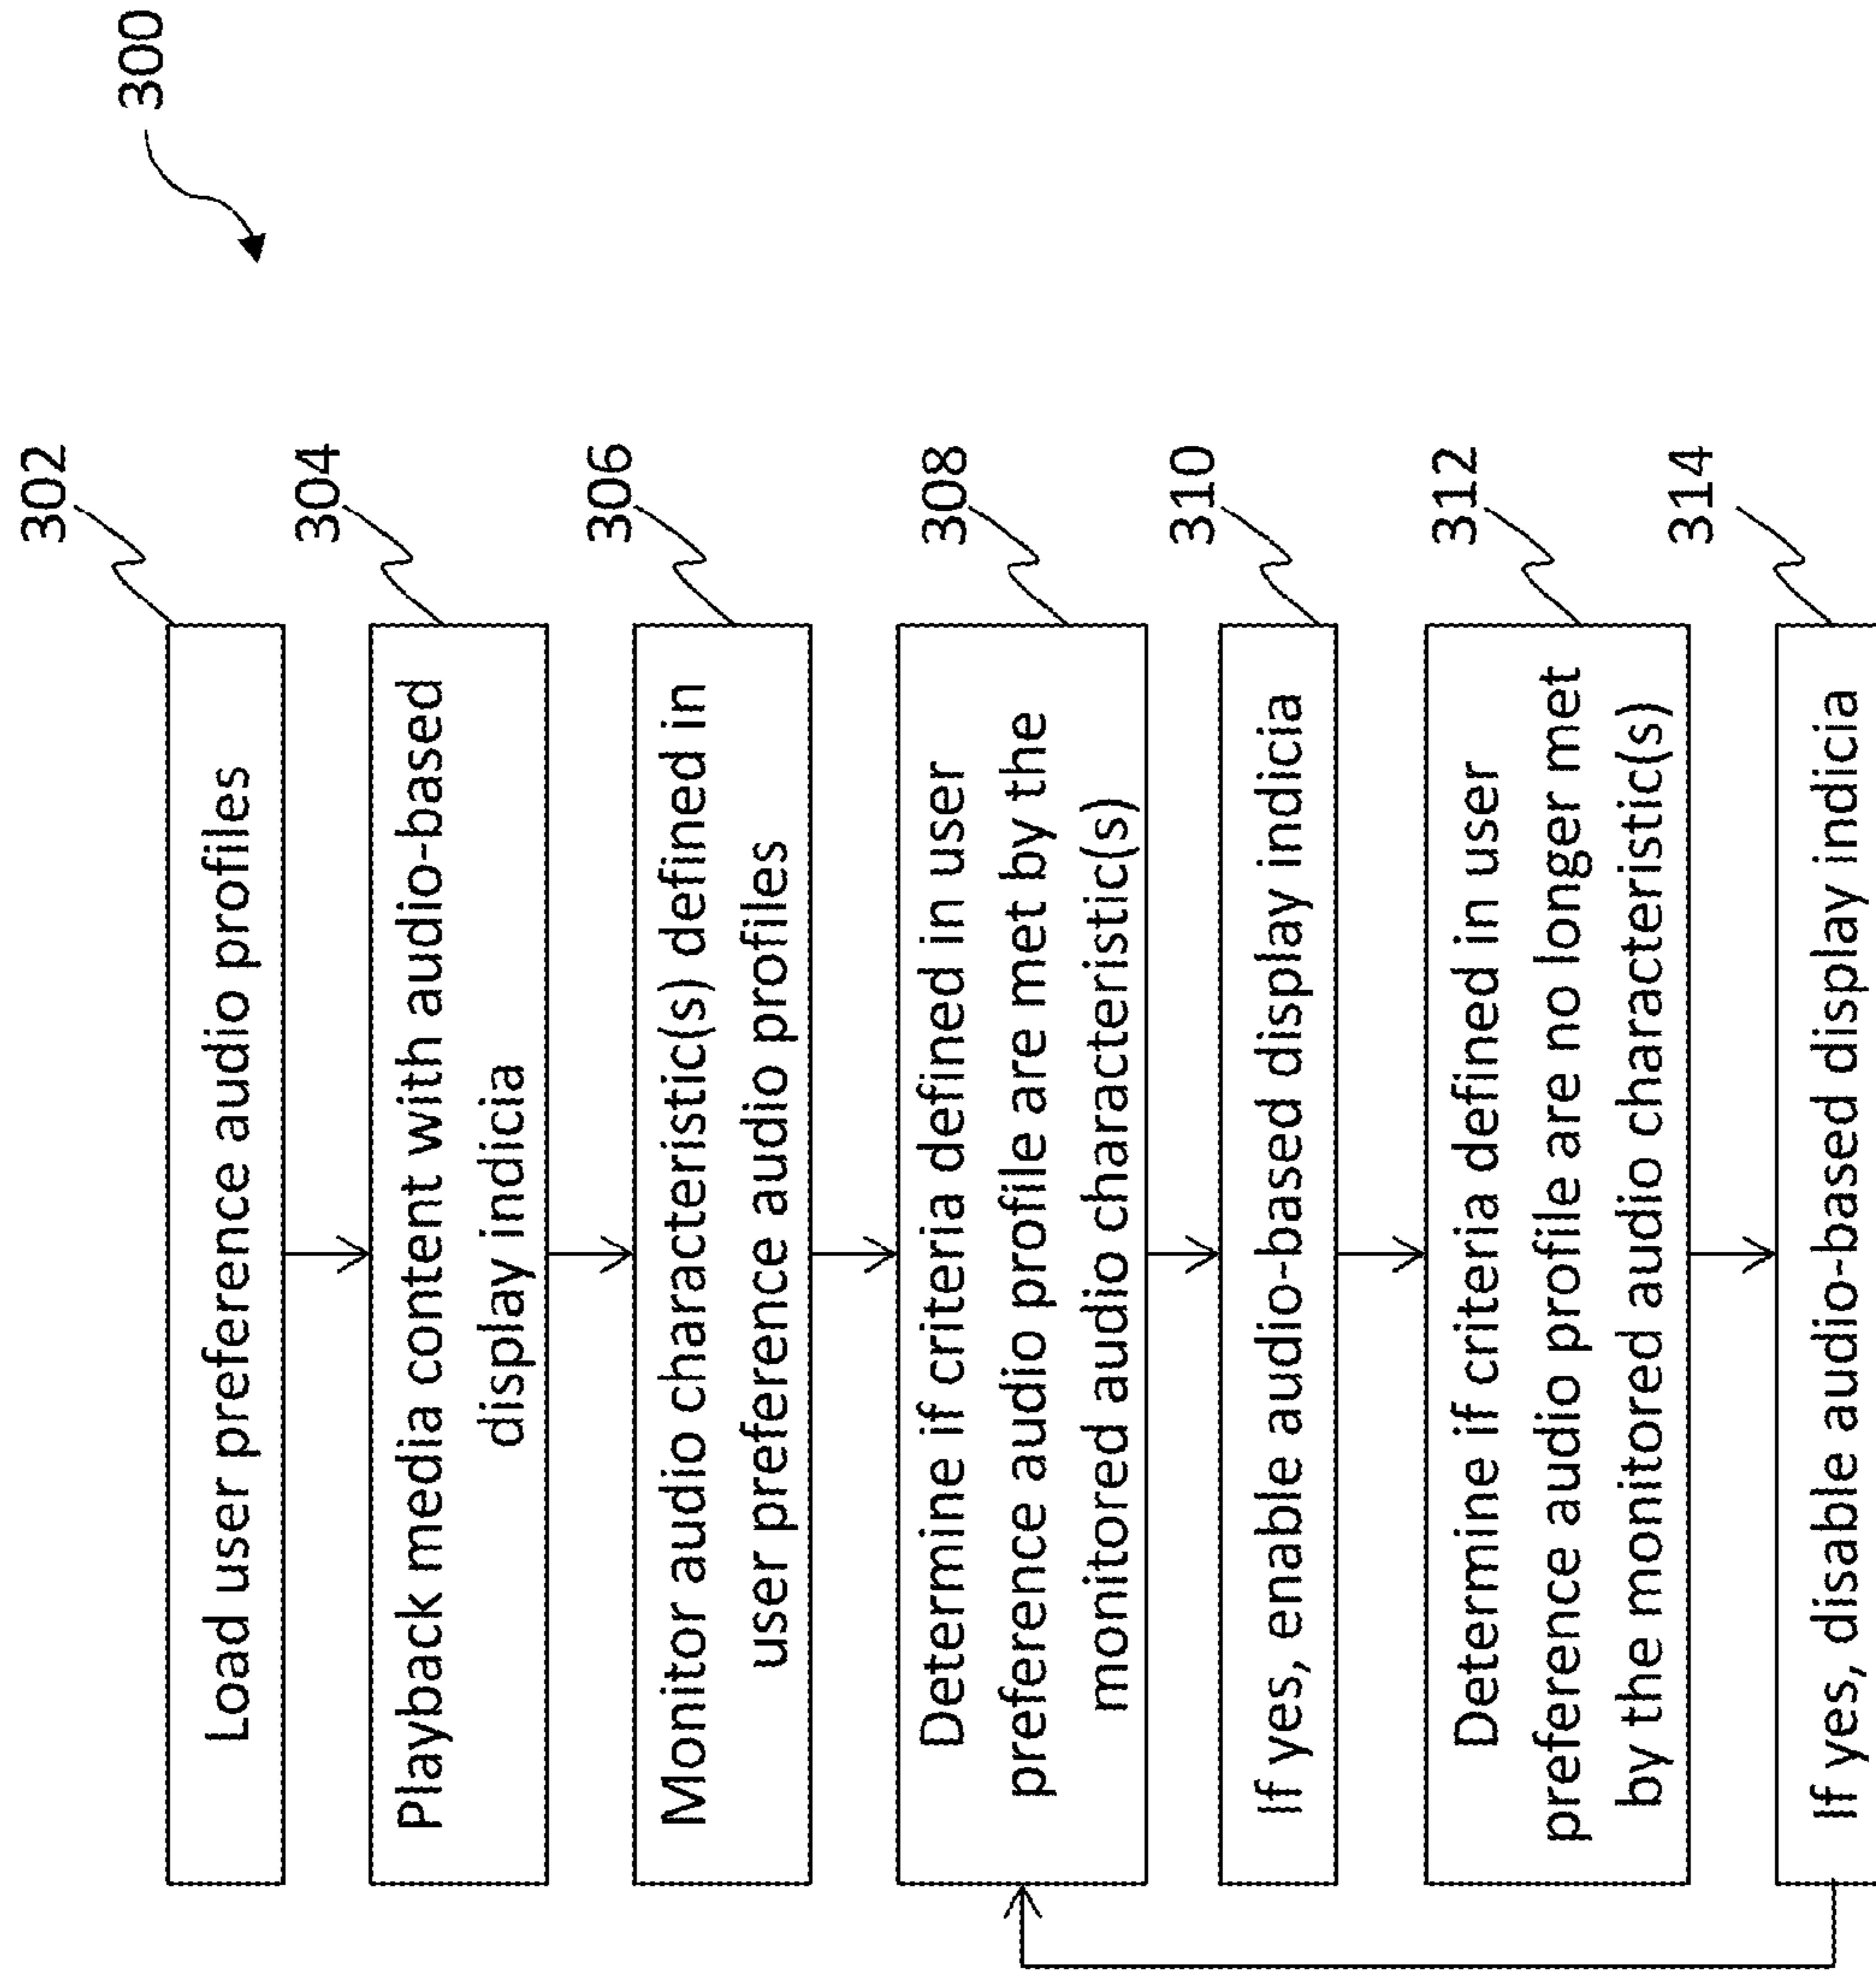 300
302
Load user preference audio profiles
304
Playback media content with audio-based
display indicia
306
Monitor audio characteristic(s) defined in
user preference audio profiles
308
Determine if criteria defined in user
preference audio profile are met by the
monitored audio characteristic(s)
310
If yes, enable audio-based display indicia
312
Determine if criteria defined in user
preference audio profile are no longer met
by the monitored audio characteristic(s)
314
If yes, disable audio-based display indicia